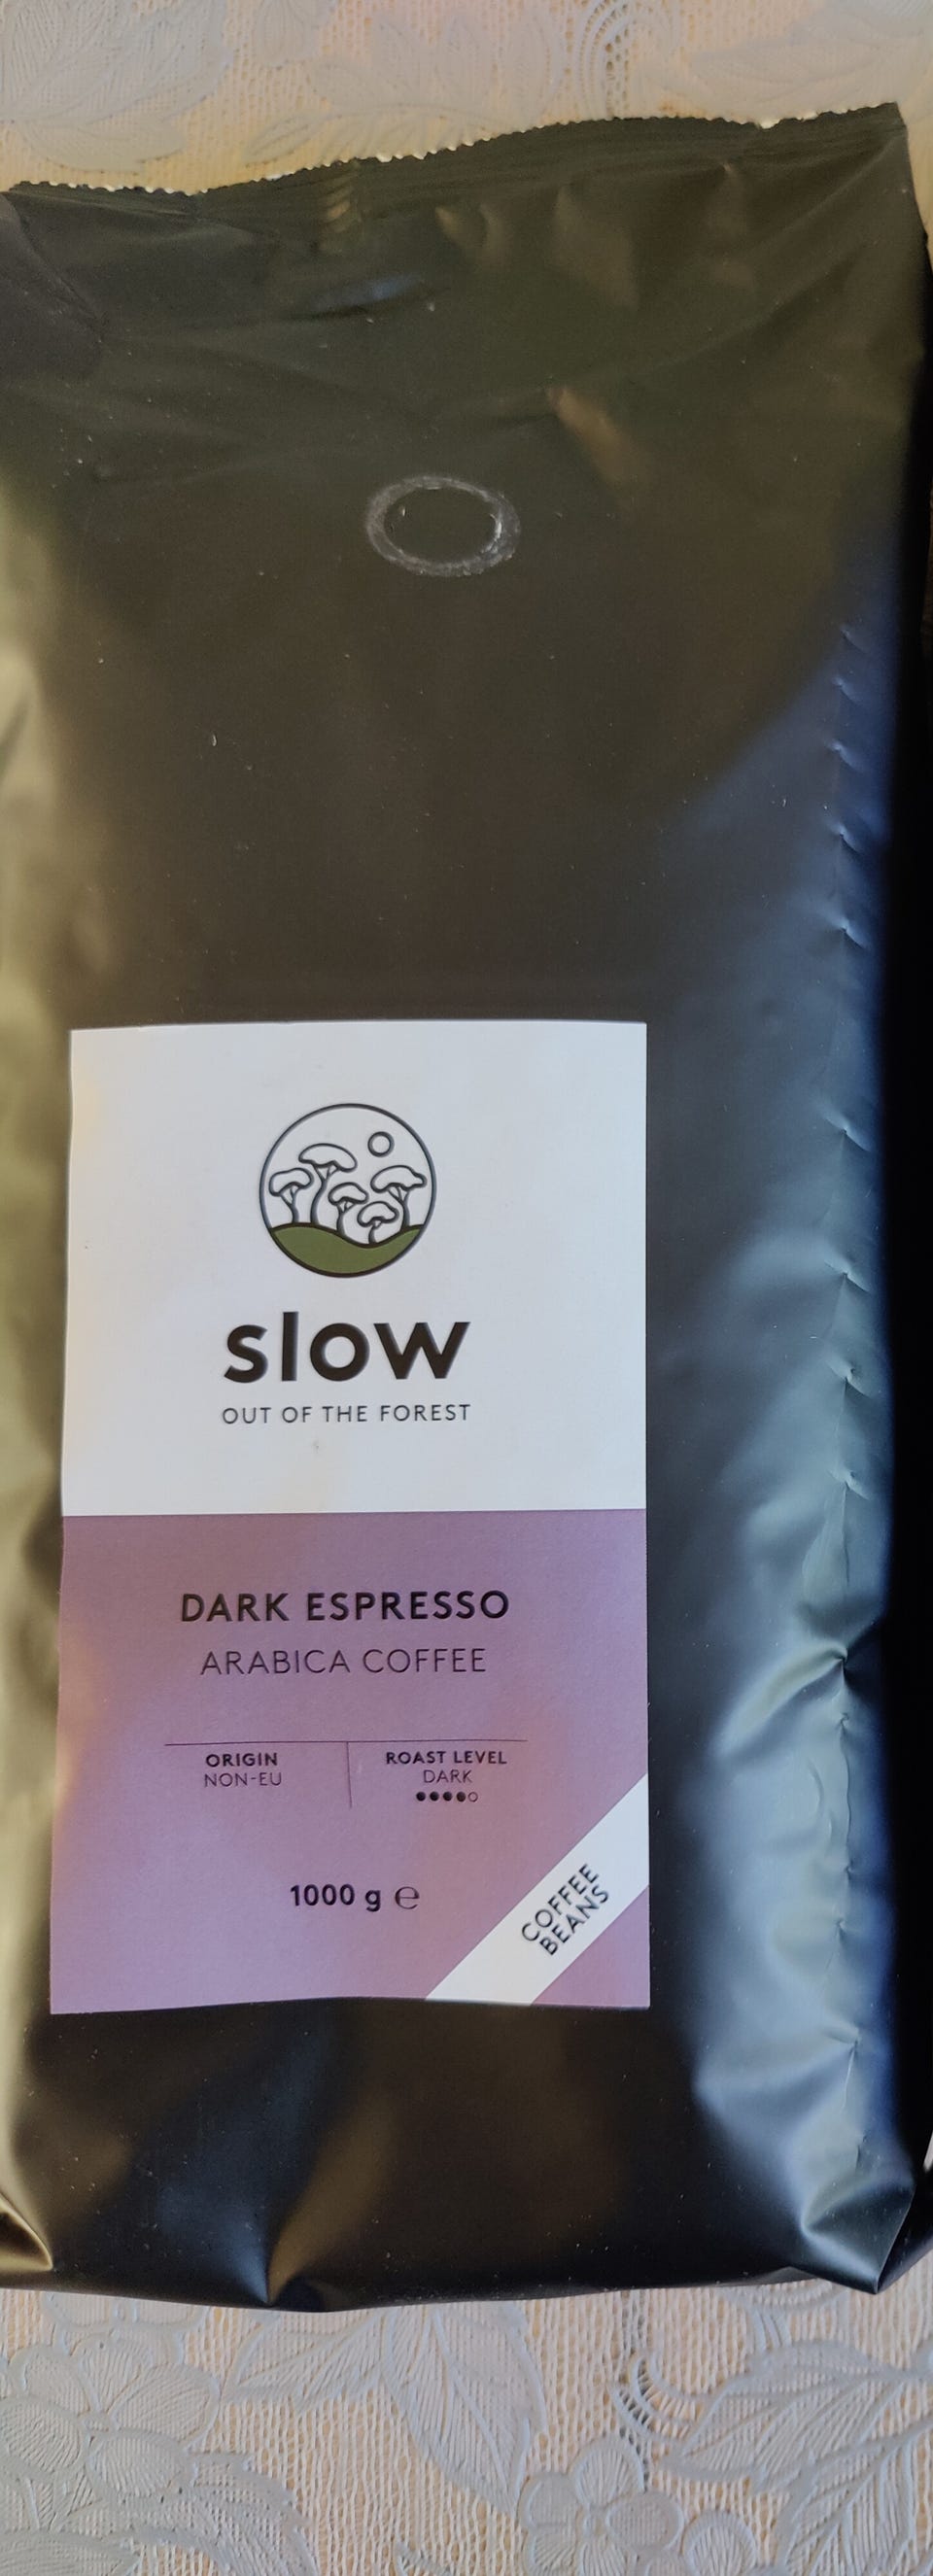 slow
OUT OF THE FOREST
DARK ESPRESSO
ARABICA COFFEE
ORIGIN
NON-EU
ROAST LEVEL
DARK
1000 g ℮
COFFEE
BEANS